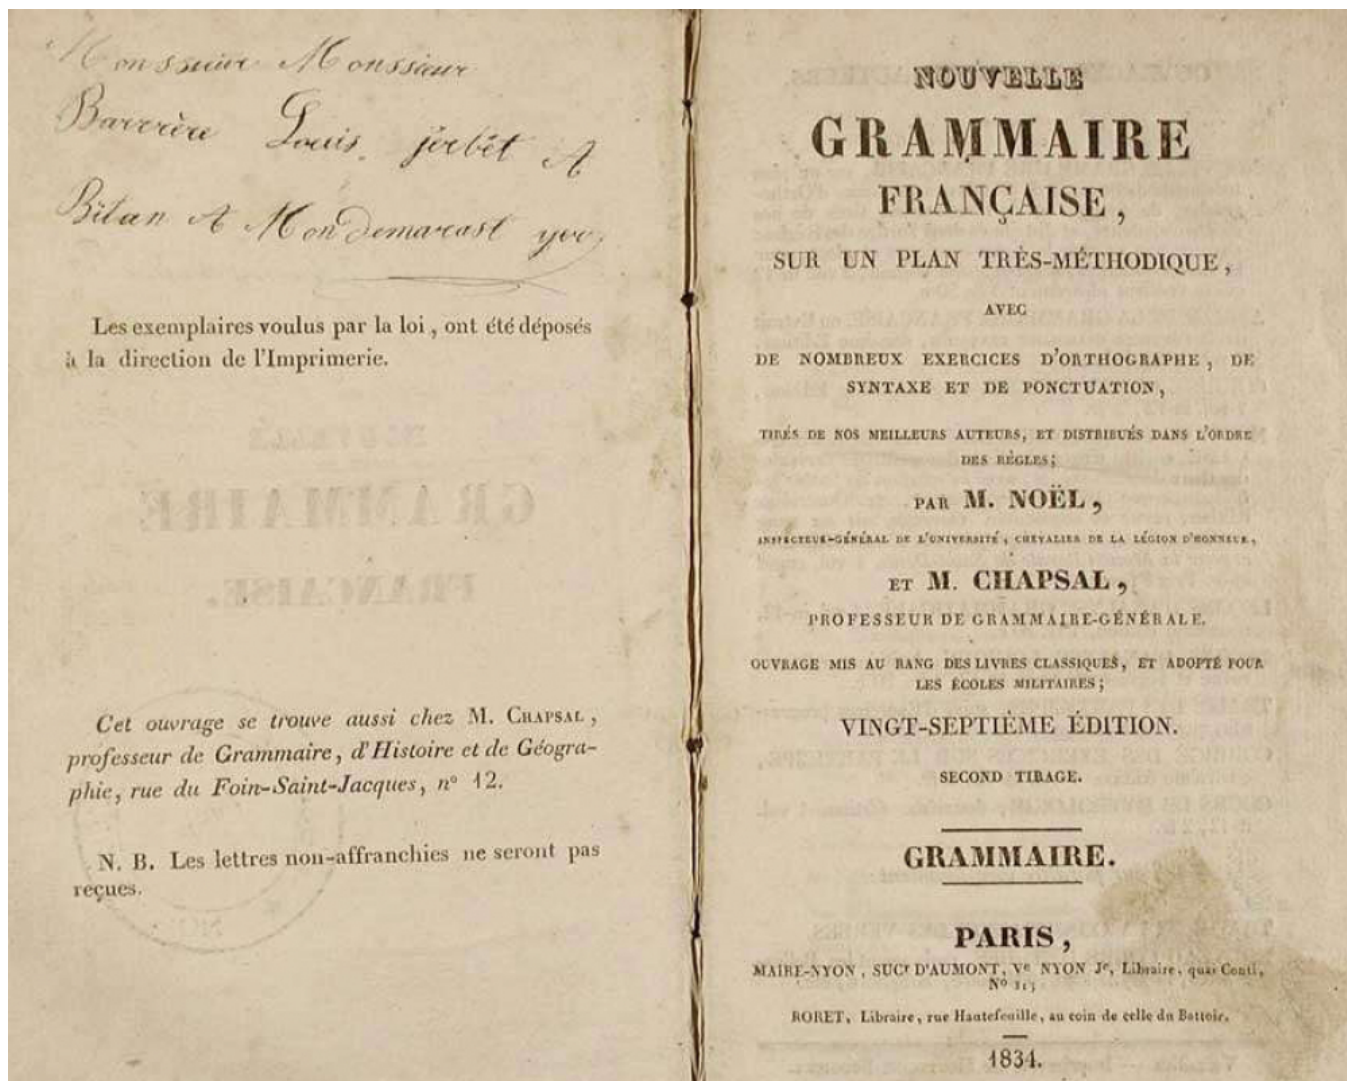 Monsieur Monssieur
Barrère Louis
Bilan A Mondemarast
Les exemplaires voulus par la loi, ont été déposés
à la direction de l'Imprimerie.
Cet ouvrage se trouve aussi chez M. CHAPSAL,
professeur de Grammaire, d'Histoire et de Géogra-
phie, rue du Foin-Saint-Jacques, n° 12.
N. B. Les lettres non-affranchies ne seront pas
reçues.
NOUVELLE
GRAMMAIRE
FRANÇAISE,
SUR UN PLAN TRÈS-MÉTHODIQUE,
AVEC
DE NOMBREUX EXERCICES D'ORTHOGRAPHE, DE
SYNTAXE ET DE PONCTUATION,
TIRÉS DE NOS MEILLEURS AUTEURS, ET DISTRIBUÉS DANS L'ORDRE
DES RÈGLES;
PAR M. NOËL,
INSPECTEUR-GÉNÉRAL DE L'UNIVERSITÉ, CHEVALIER DE LA LÉGION D'HONNEUR,
ET M. CHAPSAL,
PROFESSEUR DE GRAMMAIRE-GÉNÉRALE.
OUVRAGE MIS AU RANG DES LIVRES CLASSIQUES, ET ADOPTÉ POUR
LES ÉCOLES MILITAIRES;
VINGT-SEPTIÈME ÉDITION.
SECOND TIRAGE.
GRAMMAIRE.
PARIS,
MAIRE-NYON, SUCr D'AUMONT, Ve NYON Je, Libraire, quai Conti,
No
RORET, Libraire, rue Hautefeuille, au coin de celle du Battoir.
1834.